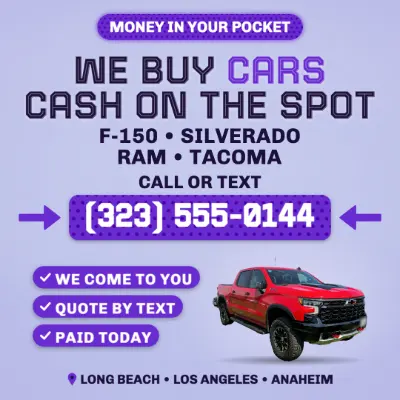 MONEY IN YOUR POCKET
WE BUY CARS
CASH ON THE SPOT
F-150 • SILVERADO
RAM • TACOMA
CALL OR TEXT
(323) 555-0144
WE COME TO YOU
QUOTE BY TEXT
PAID TODAY
LONG BEACH • LOS ANGELES • ANAHEIM